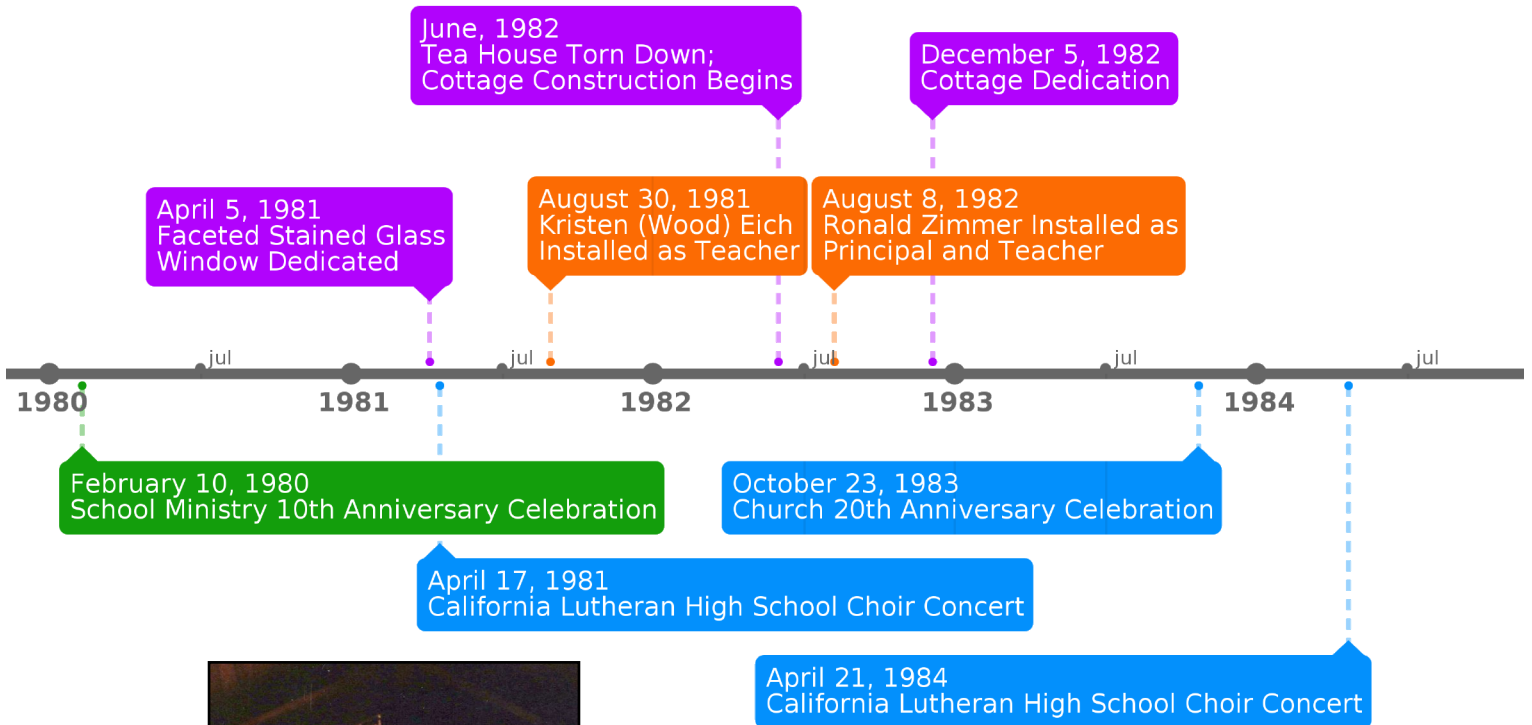 June, 1982
Tea House Torn Down;
Cottage Construction Begins
December 5, 1982
Cottage Dedication
April 5, 1981
Faceted Stained Glass
Window Dedicated
August 30, 1981
Kristen (Wood) Eich
Installed as Teacher
August 8, 1982
Ronald Zimmer Installed as
Principal and Teacher
jul
jul
jul
jul
jul
1980
1981
1982
1983
1984
February 10, 1980
School Ministry 10th Anniversary Celebration
October 23, 1983
Church 20th Anniversary Celebration
April 17, 1981
California Lutheran High School Choir Concert
April 21, 1984
California Lutheran High School Choir Concert